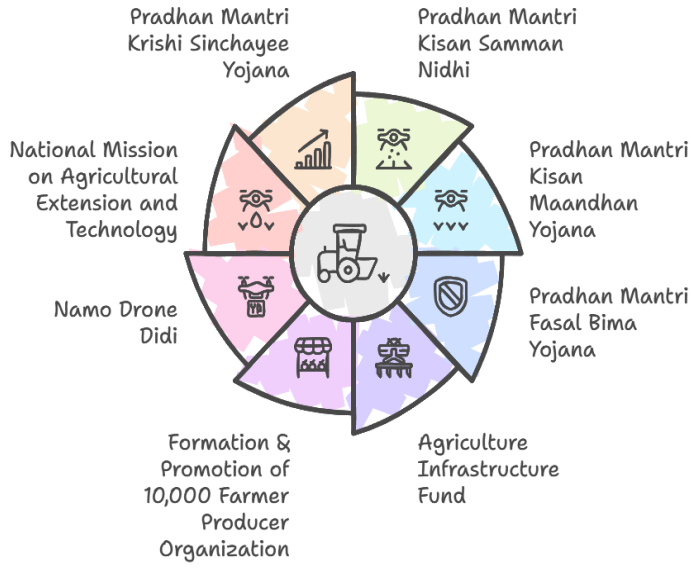 Pradhan Mantri
Krishi Sinchayee
Yojana
Pradhan Mantri
Kisan Samman
Nidhi
National Mission
on Agricultural
Extension and
Technology
Pradhan Mantri
Kisan
Maandhan
Yojana
Namo Drone
Didi
Pradhan Mantri
Fasal Bima
Yojana
Formation &
Promotion of
10,000 Farmer
Producer
Organization
Agriculture
Infrastructure
Fund